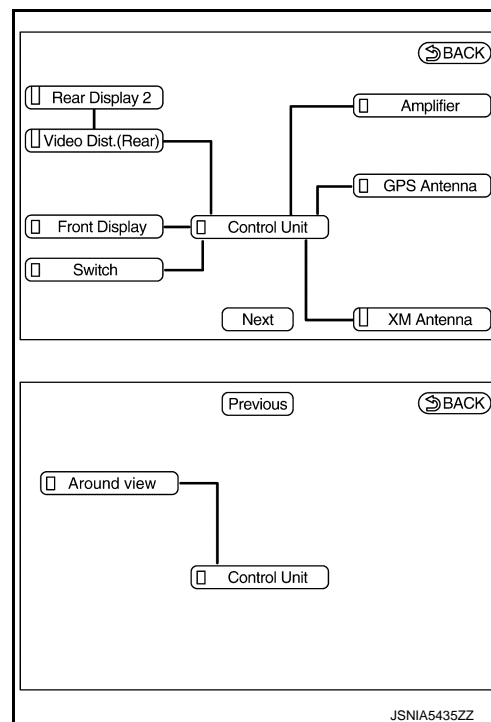 BACK
Rear Display 2
Amplifier
Video Dist.(Rear)
GPS Antenna
Front Display
Control Unit
Switch
Next
XM Antenna
Previous
BACK
Around view
Control Unit
JSNIA5435ZZ